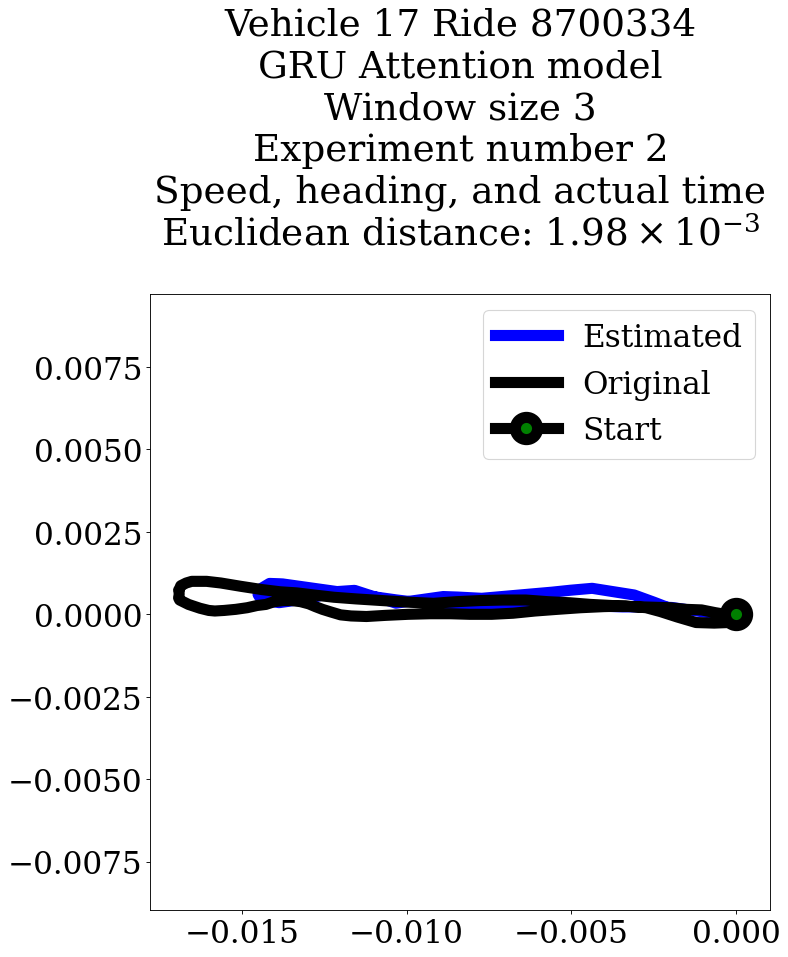 Vehicle 17 Ride 8700334
GRU Attention model
Window size 3
Experiment number 2
Speed, heading, and actual time
Euclidean distance: 1.98 × 10⁻³
Estimated
Original
Start
0.0075
0.0050
0.0025
0.0000
−0.0025
−0.0050
−0.0075
−0.015 −0.010 −0.005 0.000